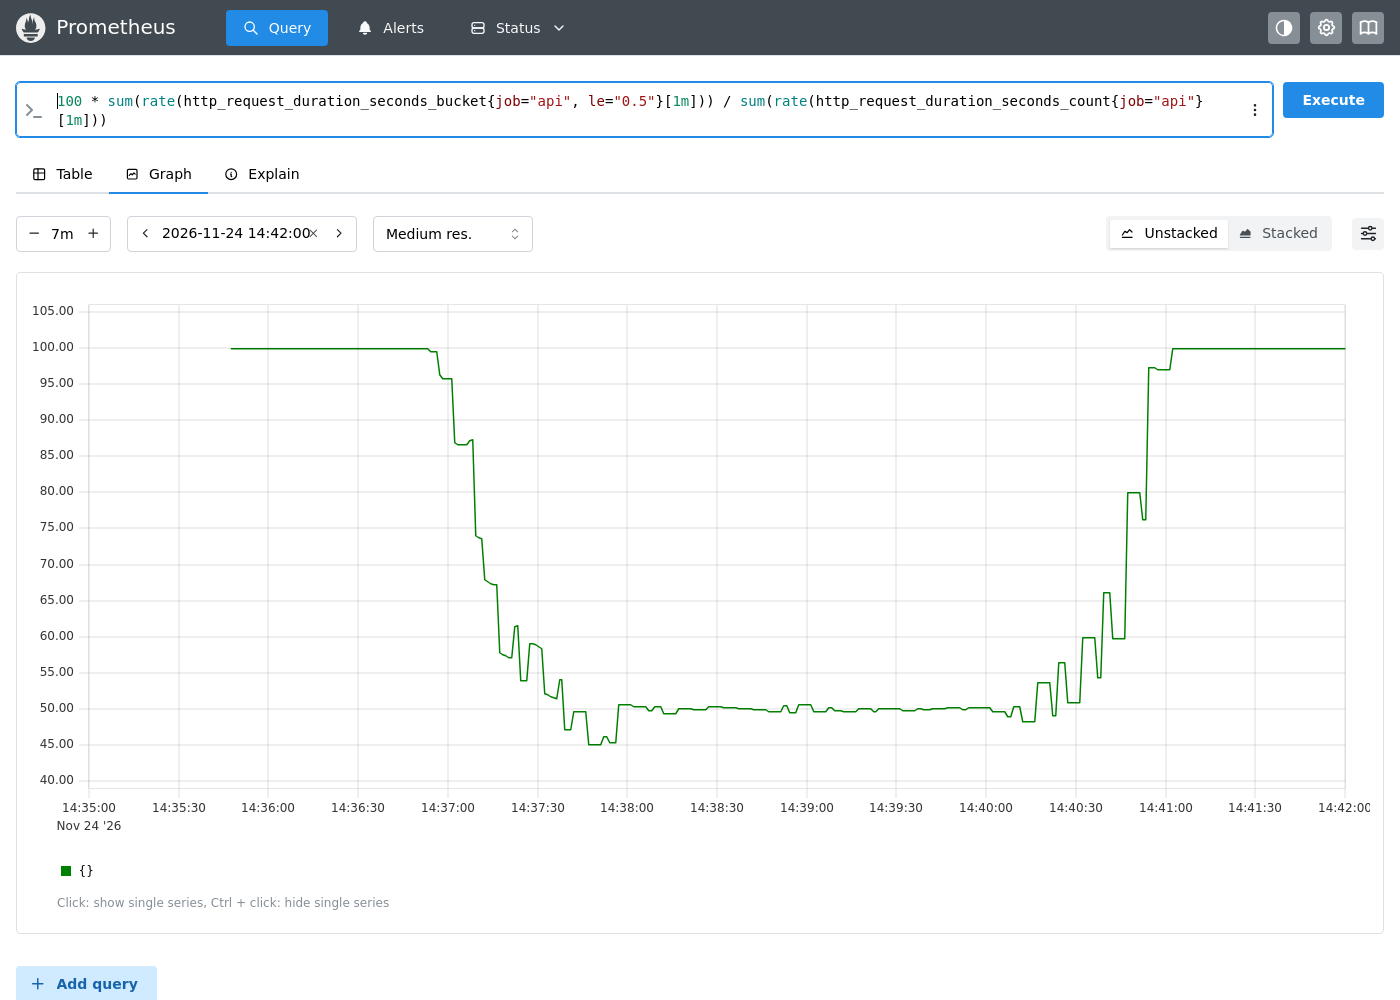 Prometheus
Query
Alerts
Status
100 * sum(rate(http_request_duration_seconds_bucket{job="api", le="0.5"}[1m])) / sum(rate(http_request_duration_seconds_count{job="api"}
[1m]))
Execute
Table
Graph
Explain
7m
2026-11-24 14:42:00
Medium res.
Unstacked
Stacked
105.00
100.00
95.00
90.00
85.00
80.00
75.00
70.00
65.00
60.00
55.00
50.00
45.00
40.00
14:35:00 14:35:30 14:36:00 14:36:30 14:37:00 14:37:30 14:38:00 14:38:30 14:39:00 14:39:30 14:40:00 14:40:30 14:41:00 14:41:30 14:42:00
Nov 24 '26
{}
Click: show single series, Ctrl + click: hide single series
Add query